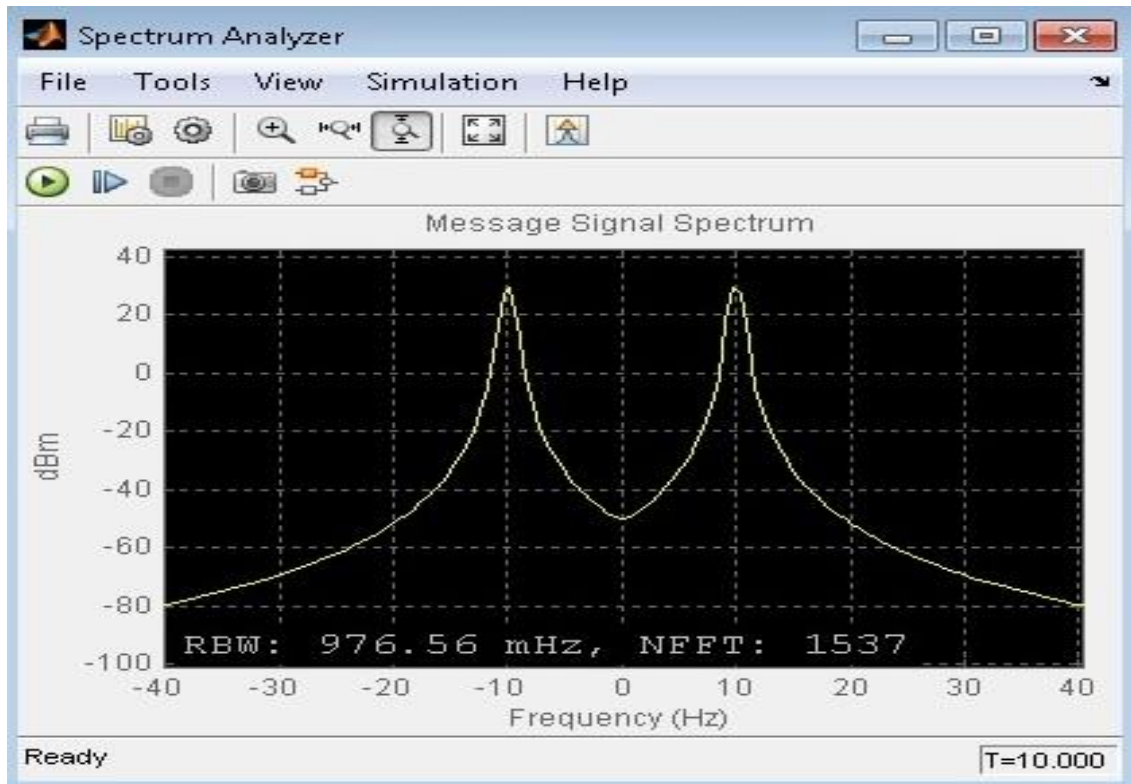 Spectrum Analyzer
File Tools View Simulation Help
Message Signal Spectrum
40
20
0
-20
-40
-60
-80
-100
dBm
RBW: 976.56 mHz, NFFT: 1537
-40 -30 -20 -10 0 10 20 30 40
Frequency (Hz)
Ready T=10.000